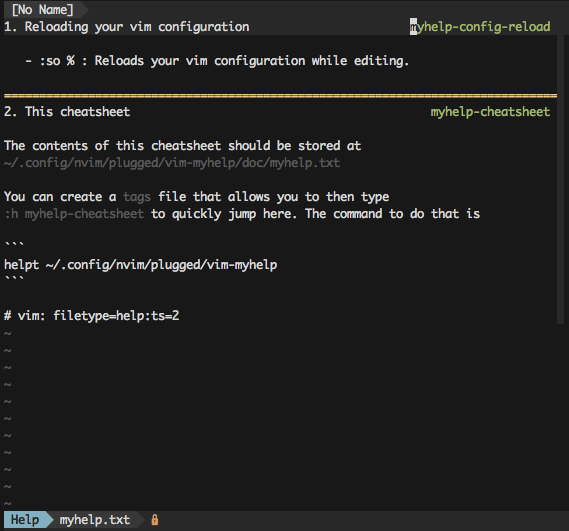 [No Name]
1. Reloading your vim configuration myhelp-config-reload
- :so % : Reloads your vim configuration while editing.
===============================================================================
2. This cheatsheet myhelp-cheatsheet
The contents of this cheatsheet should be stored at
~/.config/nvim/plugged/vim-myhelp/doc/myhelp.txt
You can create a tags file that allows you to then type
:h myhelp-cheatsheet to quickly jump here. The command to do that is
```
helpt ~/.config/nvim/plugged/vim-myhelp
```
# vim: filetype=help:ts=2
~
~
~
~
~
~
~
~
~
~
~
Help myhelp.txt